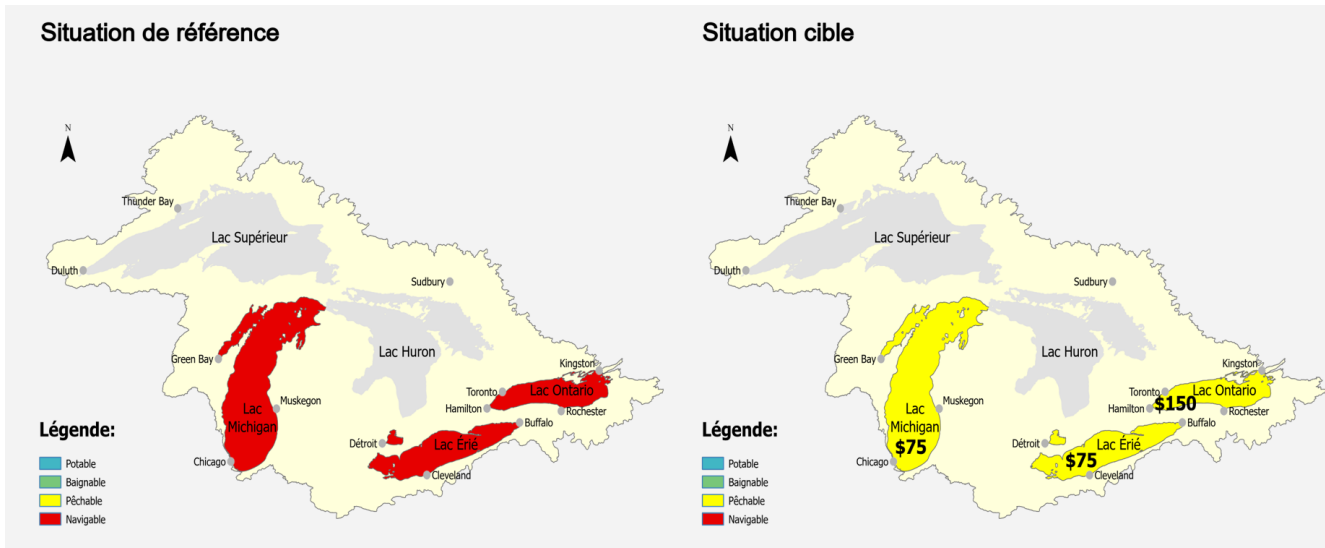 Situation de référence
N
Thunder Bay
Lac Supérieur
Duluth
Sudbury
Green Bay
Lac Huron
Kingston
Toronto
Lac Ontario
Hamilton
Rochester
Muskegon
Lac
Michigan
Buffalo
Détroit
Lac Érié
Chicago
Cleveland
Légende:
Potable
Baignable
Pêchable
Navigable
Situation cible
N
Thunder Bay
Lac Supérieur
Duluth
Sudbury
Green Bay
Lac Huron
Kingston
Toronto
Lac Ontario
Hamilton
$150
Rochester
Muskegon
Lac
Michigan
$75
Buffalo
Détroit
Lac Érié
$75
Chicago
Cleveland
Légende:
Potable
Baignable
Pêchable
Navigable